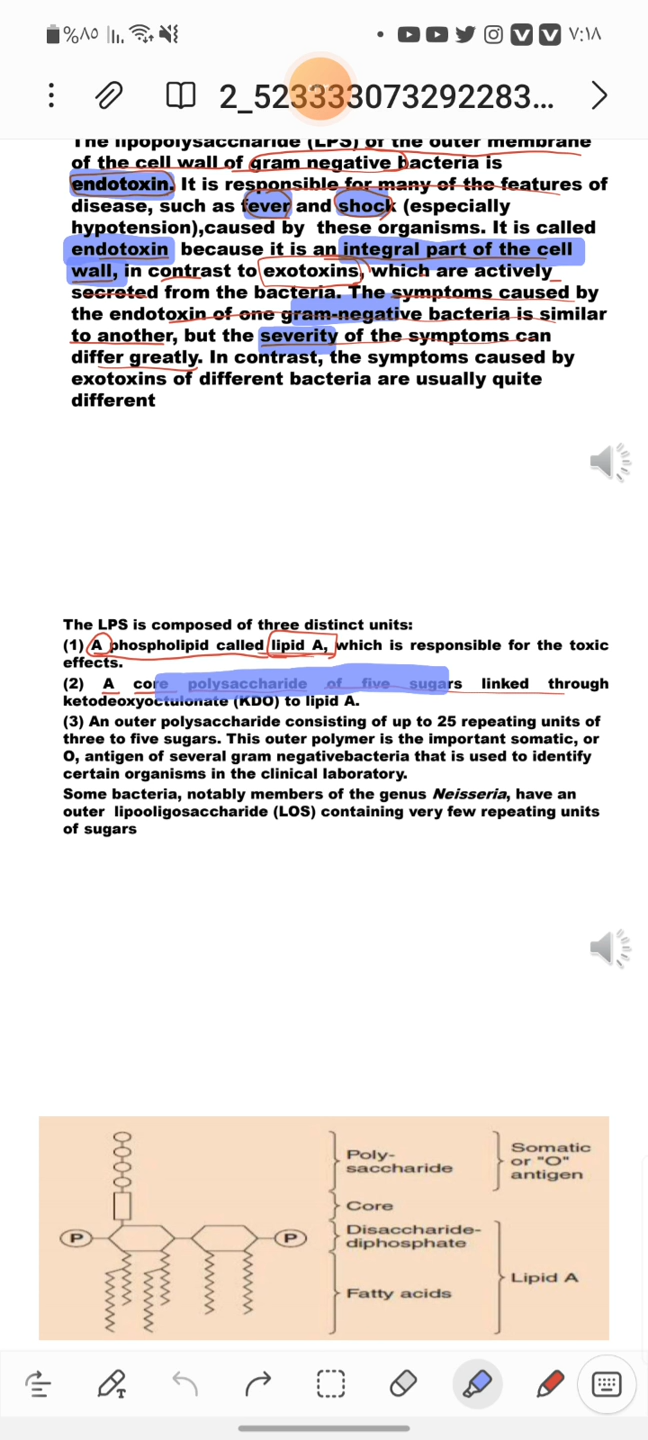 %٨٥
٧:١٨
2_523333073292283...
The lipopolysaccharide (LPS) of the outer membrane
of the cell wall of gram negative bacteria is
endotoxin. It is responsible for many of the features of
disease, such as fever and shock (especially
hypotension),caused by these organisms. It is called
endotoxin because it is an integral part of the cell
wall, in contrast to exotoxins, which are actively
secreted from the bacteria. The symptoms caused by
the endotoxin of one gram-negative bacteria is similar
to another, but the severity of the symptoms can
differ greatly. In contrast, the symptoms caused by
exotoxins of different bacteria are usually quite
different
The LPS is composed of three distinct units:
(1) A phospholipid called lipid A, which is responsible for the toxic
effects.
(2) A core polysaccharide of five sugars linked through
ketodexyoctulonate (KDO) to lipid A.
(3) An outer polysaccharide consisting of up to 25 repeating units of
three to five sugars. This outer polymer is the important somatic, or
O, antigen of several gram negativebacteria that is used to identify
certain organisms in the clinical laboratory.
Some bacteria, notably members of the genus Neisseria, have an
outer lipooligosaccharide (LOS) containing very few repeating units
of sugars
Poly-
saccharide
Somatic
or "O"
antigen
Core
P
P
Disaccharide-
diphosphate
Lipid A
Fatty acids